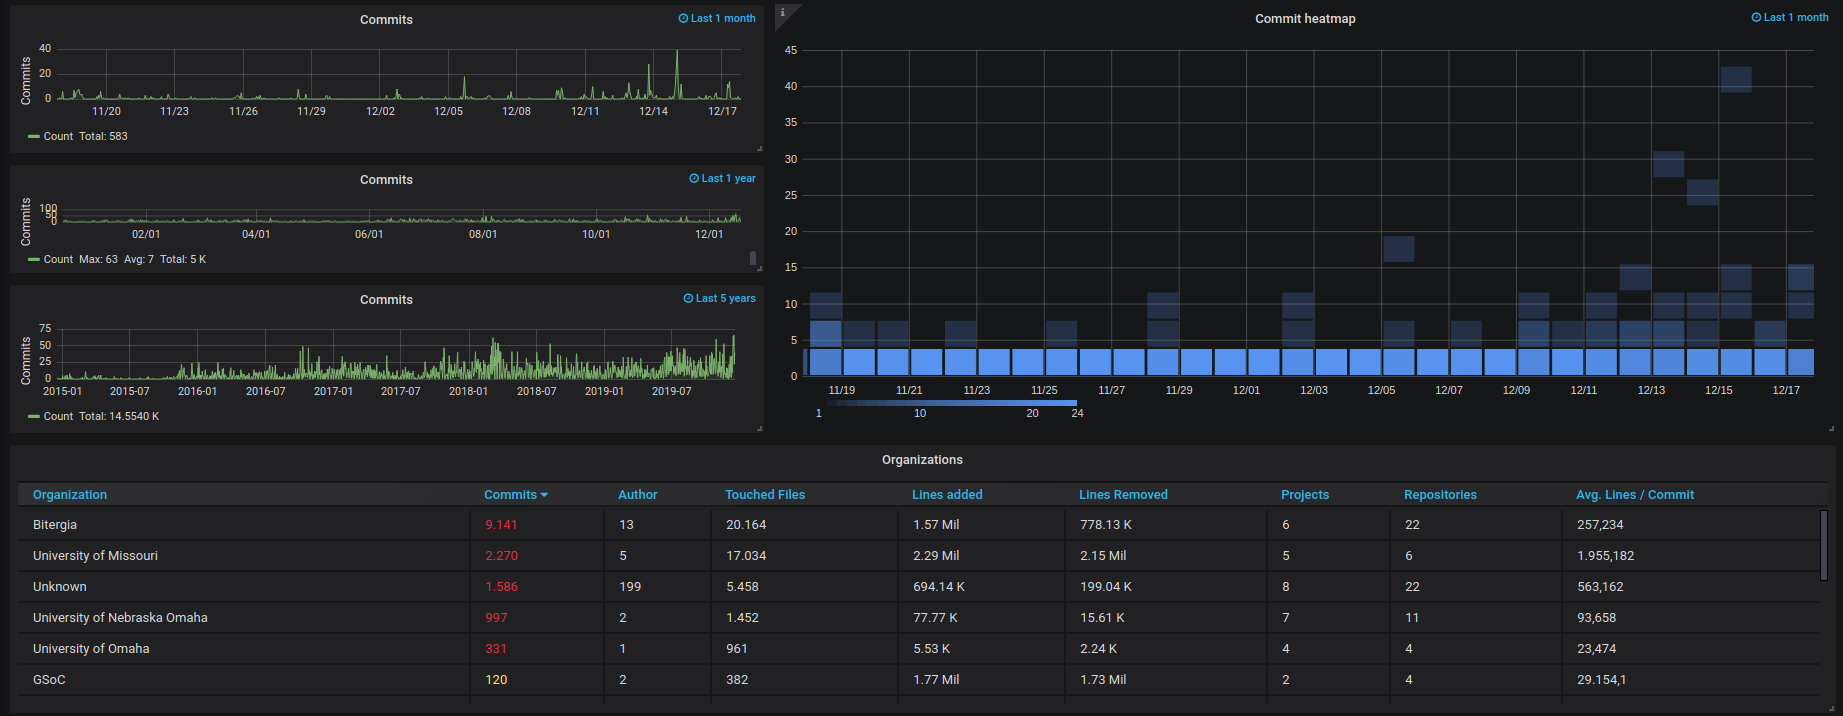 Commits
Last 1 month
Commits
40
20
0
11/20 11/23 11/26 11/29 12/02 12/05 12/08 12/11 12/14 12/17
Count Total: 583
Commits
Last 1 year
Commits
100
50
0
02/01 04/01 06/01 08/01 10/01 12/01
Count Max: 63 Avg: 7 Total: 5 K
Commits
Last 5 years
Commits
75
50
25
0
2015-01 2015-07 2016-01 2016-07 2017-01 2017-07 2018-01 2018-07 2019-01 2019-07
Count Total: 14.5540 K
i
Commit heatmap
Last 1 month
45
40
35
30
25
20
15
10
5
0
11/19 11/21 11/23 11/25 11/27 11/29 12/01 12/03 12/05 12/07 12/09 12/11 12/13 12/15 12/17
1 10 20 24
Organizations
Organization Commits Author Touched Files Lines added Lines Removed Projects Repositories Avg. Lines / Commit
Bitergia 9.141 13 20.164 1.57 Mil 778.13 K 6 22 257,234
University of Missouri 2.270 5 17.034 2.29 Mil 2.15 Mil 5 6 1.955,182
Unknown 1.586 199 5.458 694.14 K 199.04 K 8 22 563,162
University of Nebraska Omaha 997 2 1.452 77.77 K 15.61 K 7 11 93,658
University of Omaha 331 1 961 5.53 K 2.24 K 4 4 23,474
GSoC 120 2 382 1.77 Mil 1.73 Mil 2 4 29.154,1